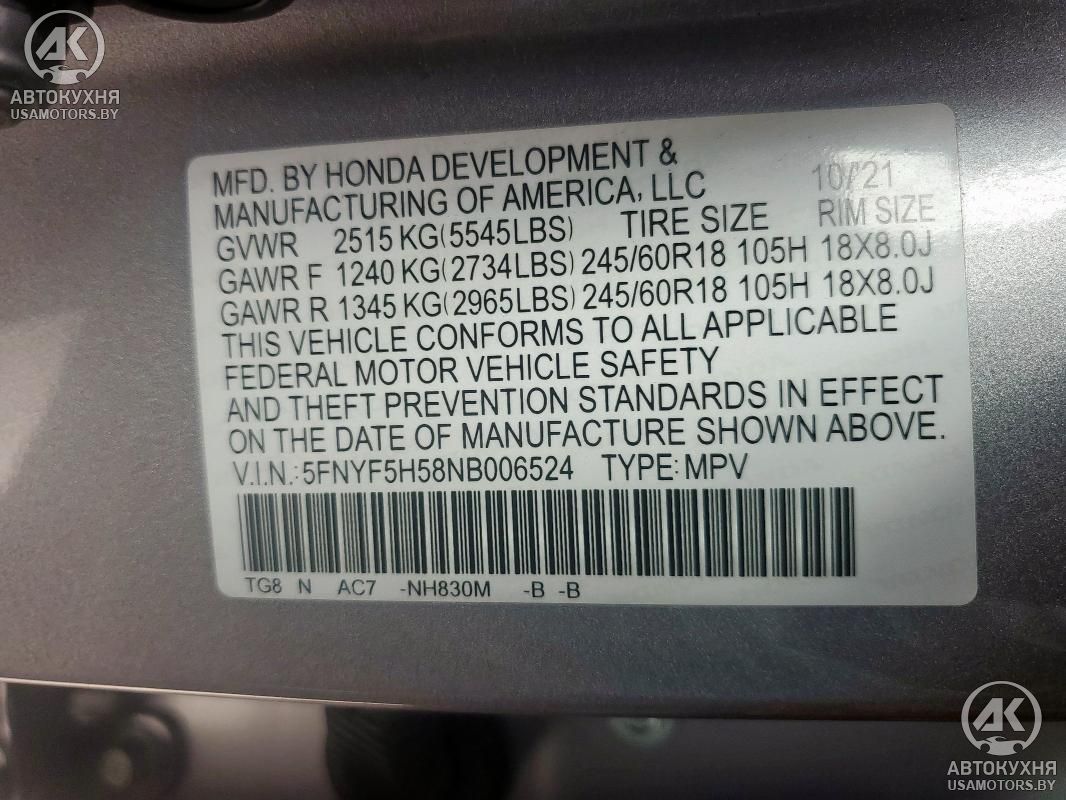 AK
АВТОКУХНЯ
USAMOTORS.BY
MFD. BY HONDA DEVELOPMENT &
MANUFACTURING OF AMERICA, LLC 10/'21
GVWR 2515 KG(5545LBS) TIRE SIZE RIM SIZE
GAWR F 1240 KG(2734LBS) 245/60R18 105H 18X8.0J
GAWR R 1345 KG(2965LBS) 245/60R18 105H 18X8.0J
THIS VEHICLE CONFORMS TO ALL APPLICABLE
FEDERAL MOTOR VEHICLE SAFETY
AND THEFT PREVENTION STANDARDS IN EFFECT
ON THE DATE OF MANUFACTURE SHOWN ABOVE.
V.I.N.:5FNYF5H58NB006524 TYPE:MPV
TG8 N AC7 -NH830M -B -B
AK
АВТОКУХНЯ
USAMOTORS.BY